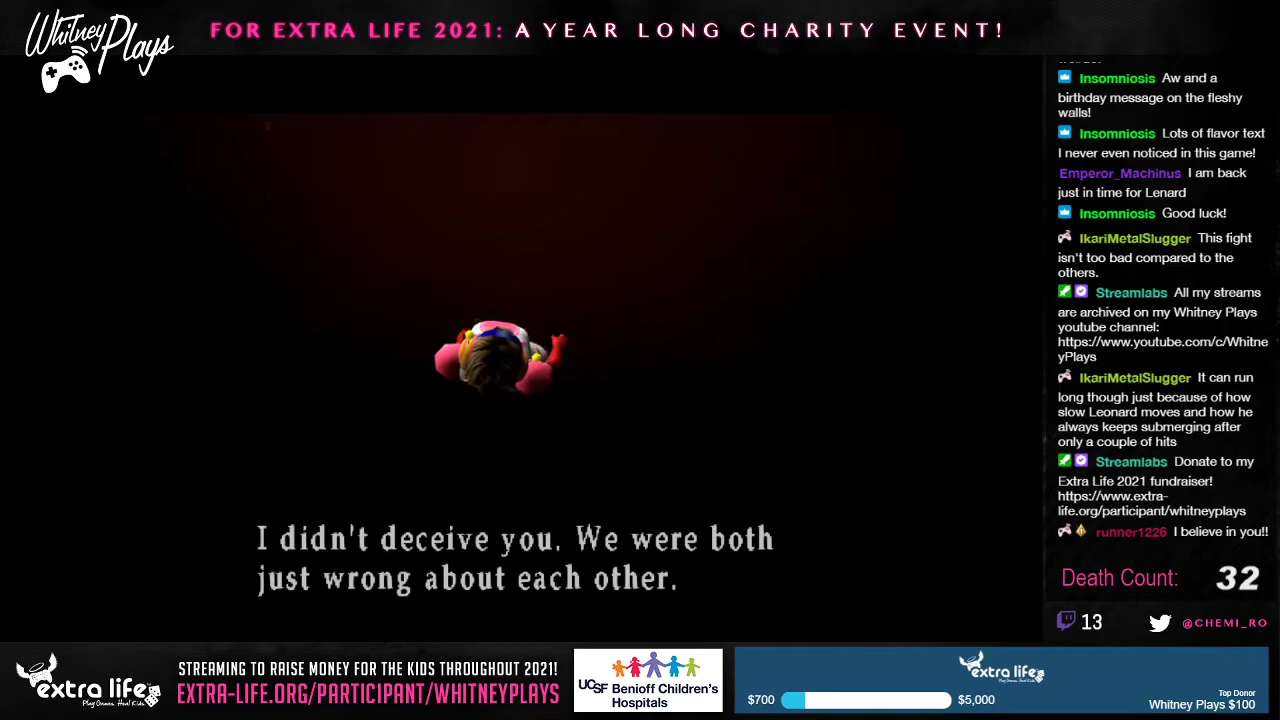 Whitney Plays
FOR EXTRA LIFE 2021: A YEAR LONG CHARITY EVENT!
Insomniosis Aw and a
birthday message on the fleshy
walls!
Insomniosis Lots of flavor text
I never even noticed in this game!
Emperor_Machinus I am back
just in time for Lenard
Insomniosis Good luck!
IkariMetalSlugger This fight
isn't too bad compared to the
others.
Streamlabs All my streams
are archived on my Whitney Plays
youtube channel:
https://www.youtube.com/c/Whitne
yPlays
IkariMetalSlugger It can run
long though just because of how
slow Leonard moves and how he
always keeps submerging after
only a couple of hits
Streamlabs Donate to my
Extra Life 2021 fundraiser!
https://www.extra-
life.org/participant/whitneyplays
runner1226 I believe in you!!
I didn't deceive you. We were both
just wrong about each other.
Death Count: 32
13 @CHEMI_RO
extra life
Play Games. Heal Kids.
STREAMING TO RAISE MONEY FOR THE KIDS THROUGHOUT 2021!
EXTRA-LIFE.ORG/PARTICIPANT/WHITNEYPLAYS
UCSF Benioff Children's
Hospitals
extra life
$700 $5,000
Top Donor
Whitney Plays $100